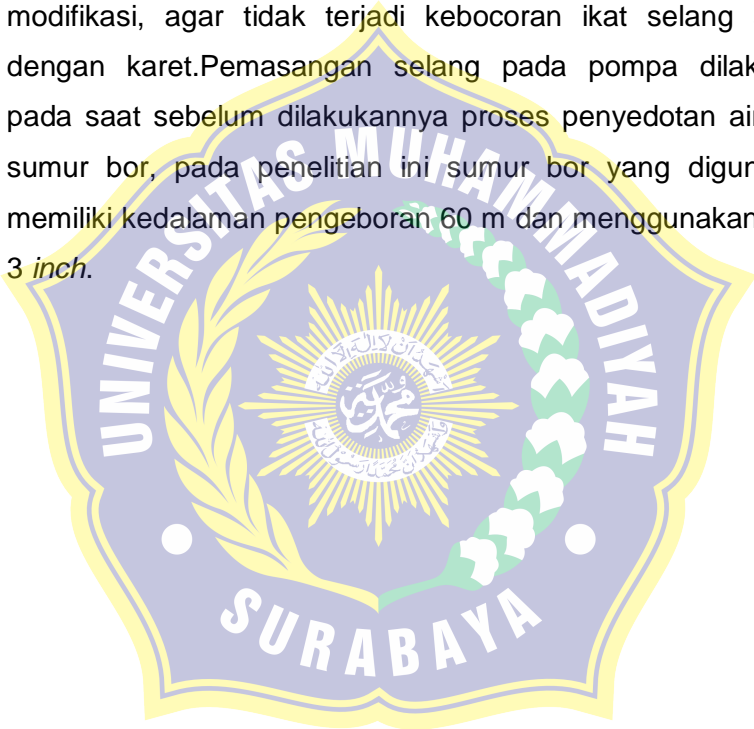 modifikasi, agar tidak terjadi kebocoran ikat selang
dengan karet.Pemasangan selang pada pompa dilak
pada saat sebelum dilakukannya proses penyedotan air
sumur bor, pada penelitian ini sumur bor yang digun
memiliki kedalaman pengeboran 60 m dan menggunakan
3 inch.
UNIVERSITAS MUHAMMADIYAH
SURABAYA